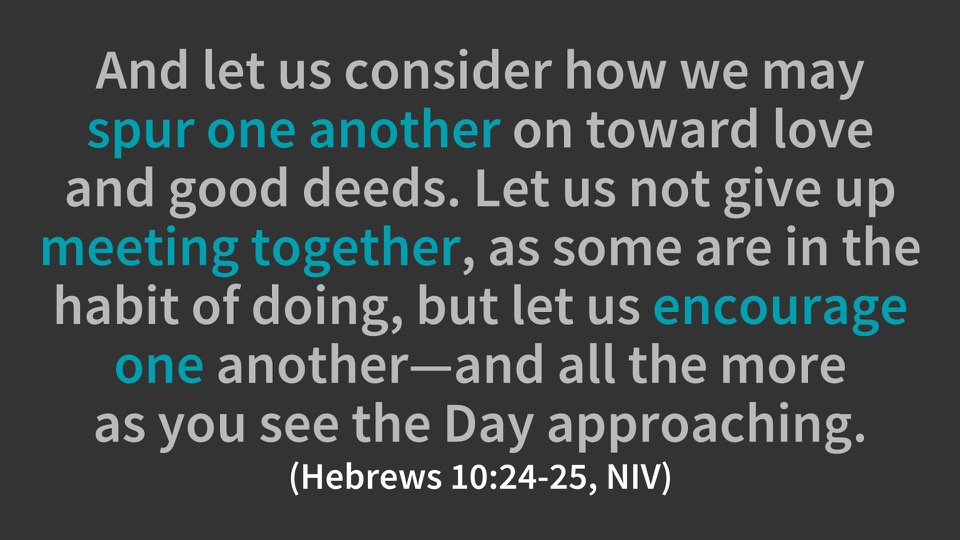 And let us consider how we may
spur one another on toward love
and good deeds. Let us not give up
meeting together, as some are in the
habit of doing, but let us encourage
one another—and all the more
as you see the Day approaching.
(Hebrews 10:24-25, NIV)